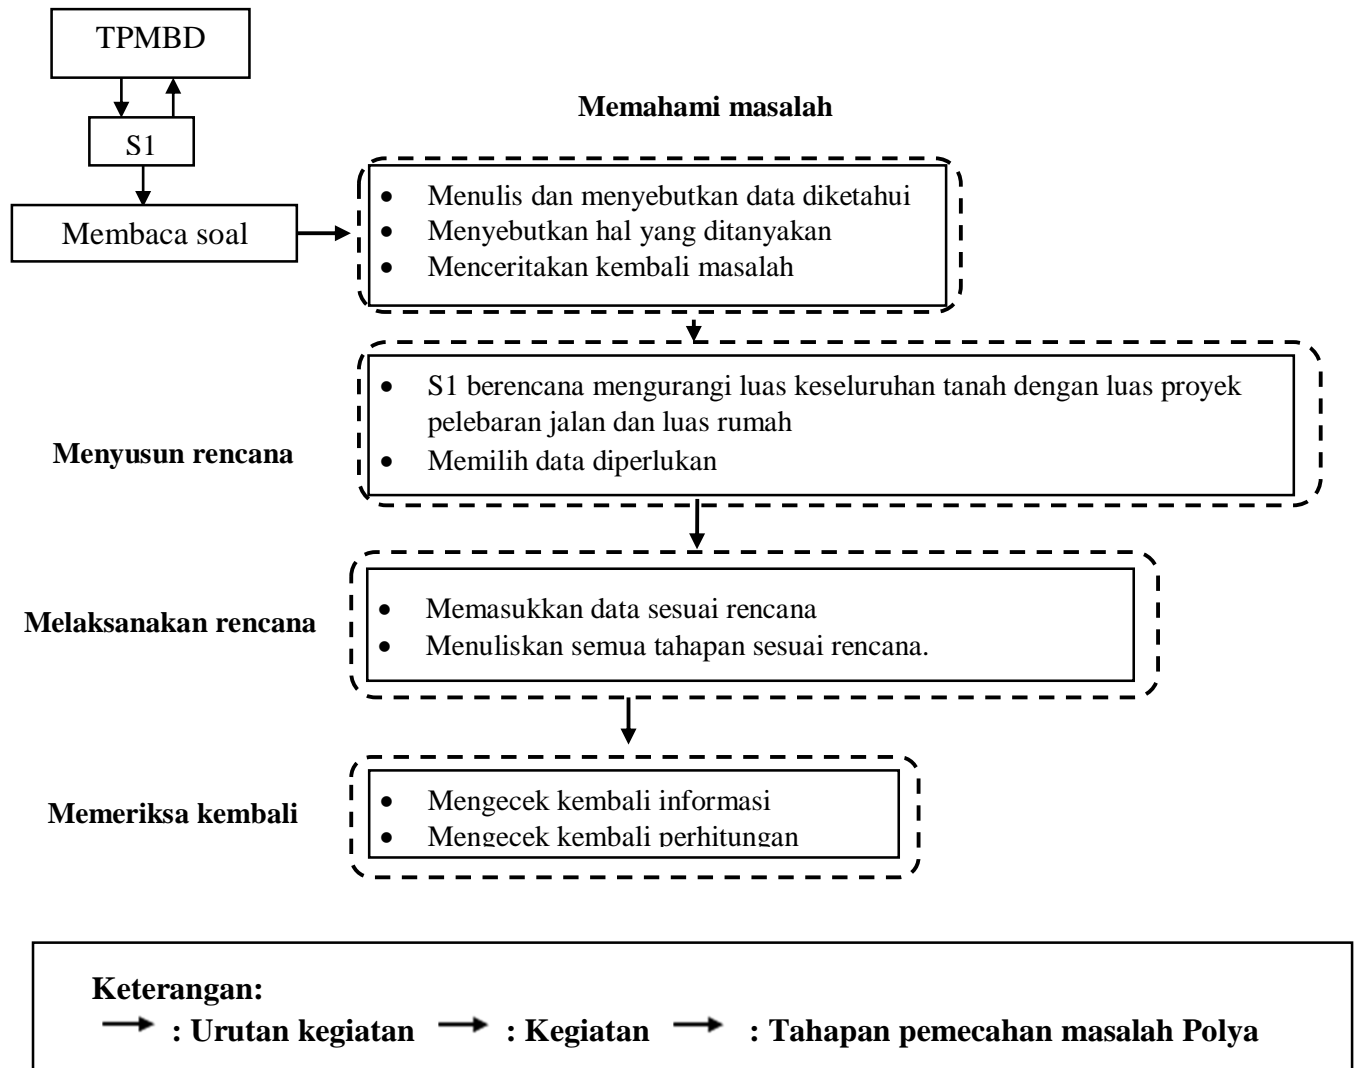 TPMBD
S1
Membaca soal
Memahami masalah
• Menulis dan menyebutkan data diketahui
• Menyebutkan hal yang ditanyakan
• Menceritakan kembali masalah
Menyusun rencana
• S1 berencana mengurangi luas keseluruhan tanah dengan luas proyek
pelebaran jalan dan luas rumah
• Memilih data diperlukan
Melaksanakan rencana
• Memasukkan data sesuai rencana
• Menuliskan semua tahapan sesuai rencana.
Memeriksa kembali
• Mengecek kembali informasi
• Mengecek kembali perhitungan
Keterangan:
: Urutan kegiatan : Kegiatan : Tahapan pemecahan masalah Polya